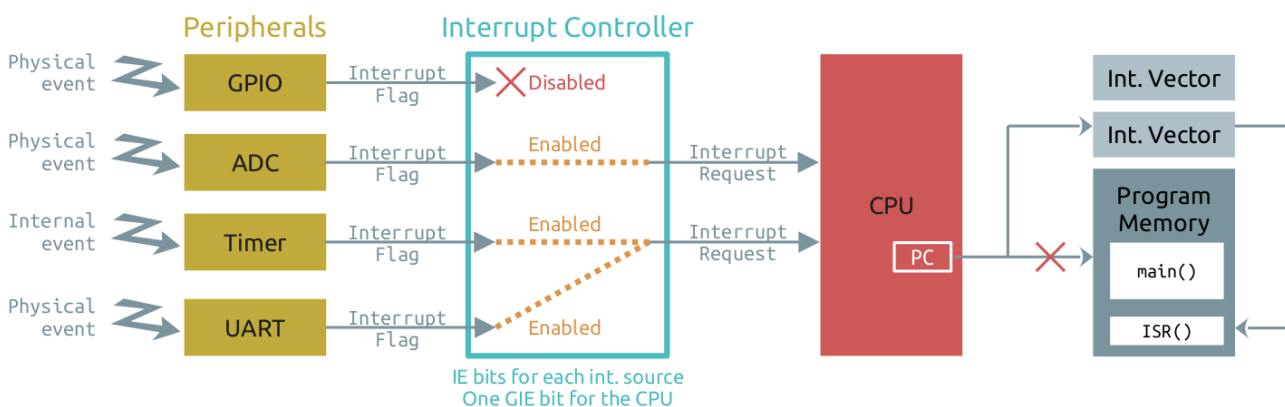 Peripherals
Interrupt Controller
Physical
event
GPIO
Interrupt
Flag
Disabled
Physical
event
ADC
Interrupt
Flag
Enabled
Interrupt
Request
Internal
event
Timer
Interrupt
Flag
Enabled
Interrupt
Request
Physical
event
UART
Interrupt
Flag
Enabled
IE bits for each int. source
One GIE bit for the CPU
CPU
PC
Int. Vector
Int. Vector
Program
Memory
main()
ISR()